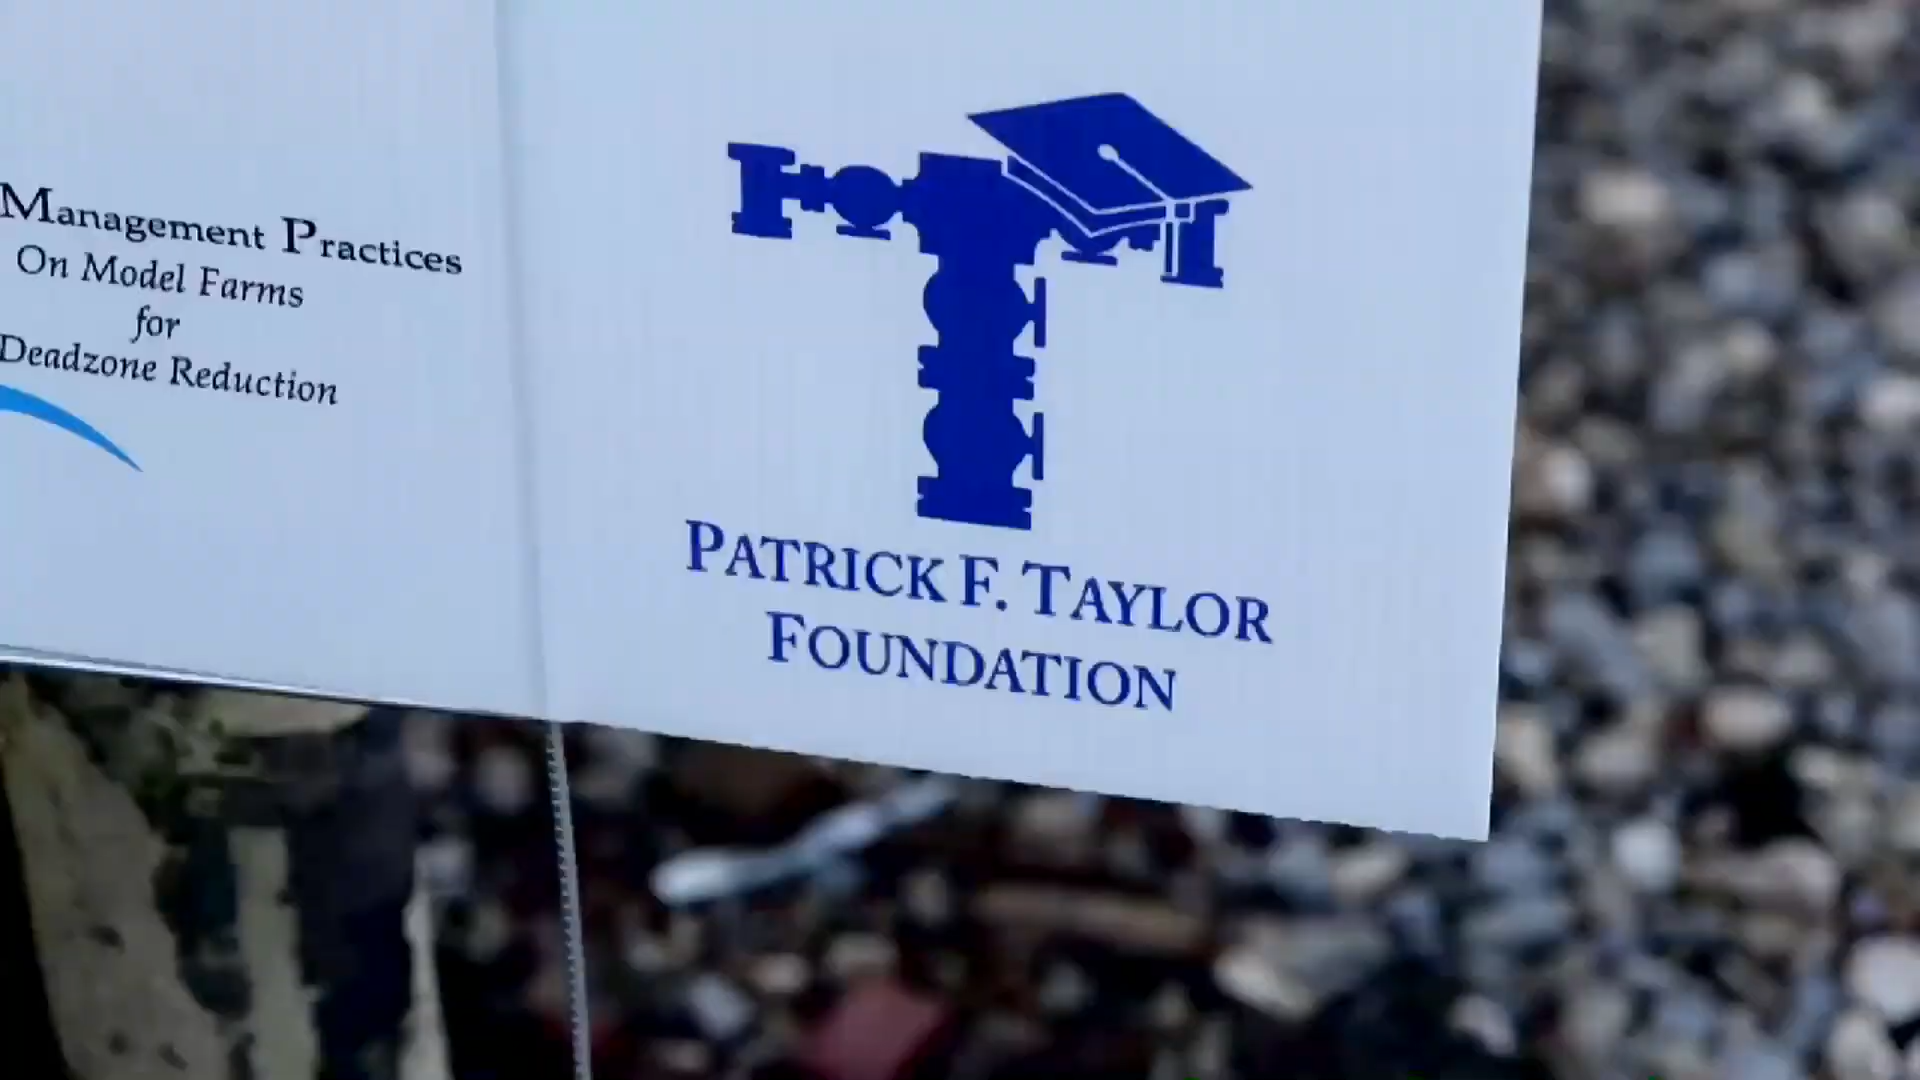 Management Practices
On Model Farms
for
Deadzone Reduction
PATRICK F. TAYLOR
FOUNDATION